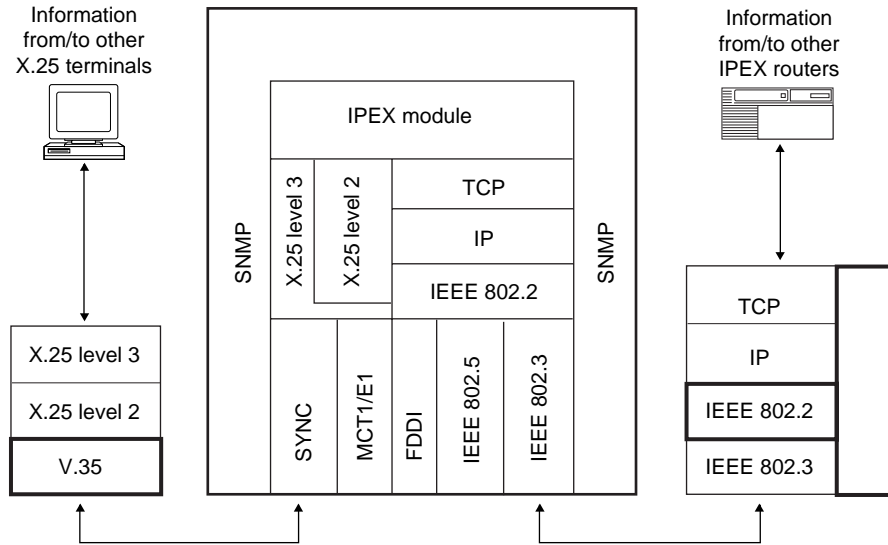 Information
from/to other
X.25 terminals
Information
from/to other
IPEX routers
IPEX module
SNMP
X.25 level 3
X.25 level 2
TCP
IP
IEEE 802.2
SNMP
SYNC
MCT1/E1
FDDI
IEEE 802.5
IEEE 802.3
X.25 level 3
X.25 level 2
V.35
TCP
IP
IEEE 802.2
IEEE 802.3